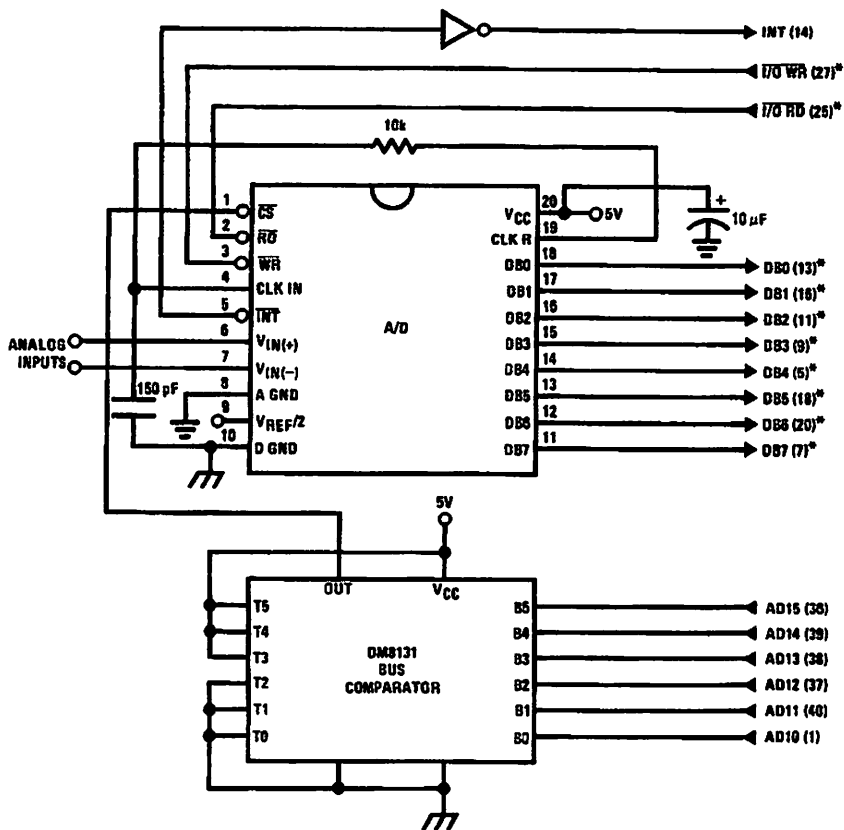 INT (14)
I/O WR (27)*
I/O RD (25)*
10k
1
CS
2
RD
3
WR
4
CLK IN
5
INT
6
VIN(+)
7
VIN(–)
8
A GND
9
VREF/2
10
D GND
ANALOG
INPUTS
150 pF
A/D
20
VCC
5V
+
10 µF
19
CLK R
18
DB0
DB0 (13)*
17
DB1
DB1 (16)*
16
DB2
DB2 (11)*
15
DB3
DB3 (9)*
14
DB4
DB4 (5)*
13
DB5
DB5 (18)*
12
DB6
DB6 (20)*
11
DB7
DB7 (7)*
5V
OUT
VCC
T5
T4
T3
T2
T1
T0
DM8131
BUS
COMPARATOR
B5
AD15 (36)
B4
AD14 (39)
B3
AD13 (38)
B2
AD12 (37)
B1
AD11 (40)
B0
AD10 (1)